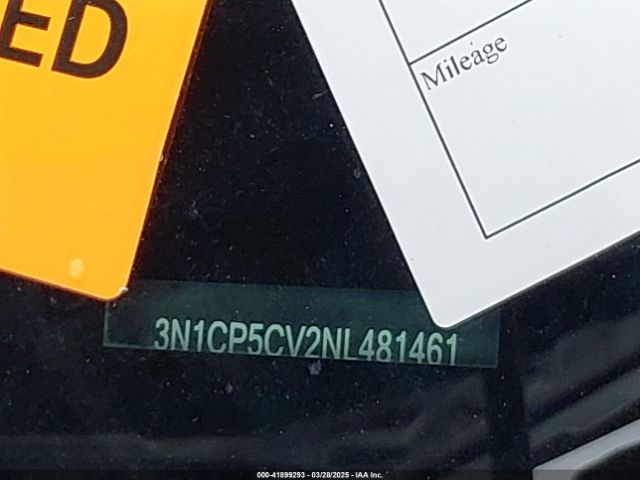 ED
Mileage
3N1CP5CV2NL481461
000-41899293 - 03/28/2025 - IAA Inc.